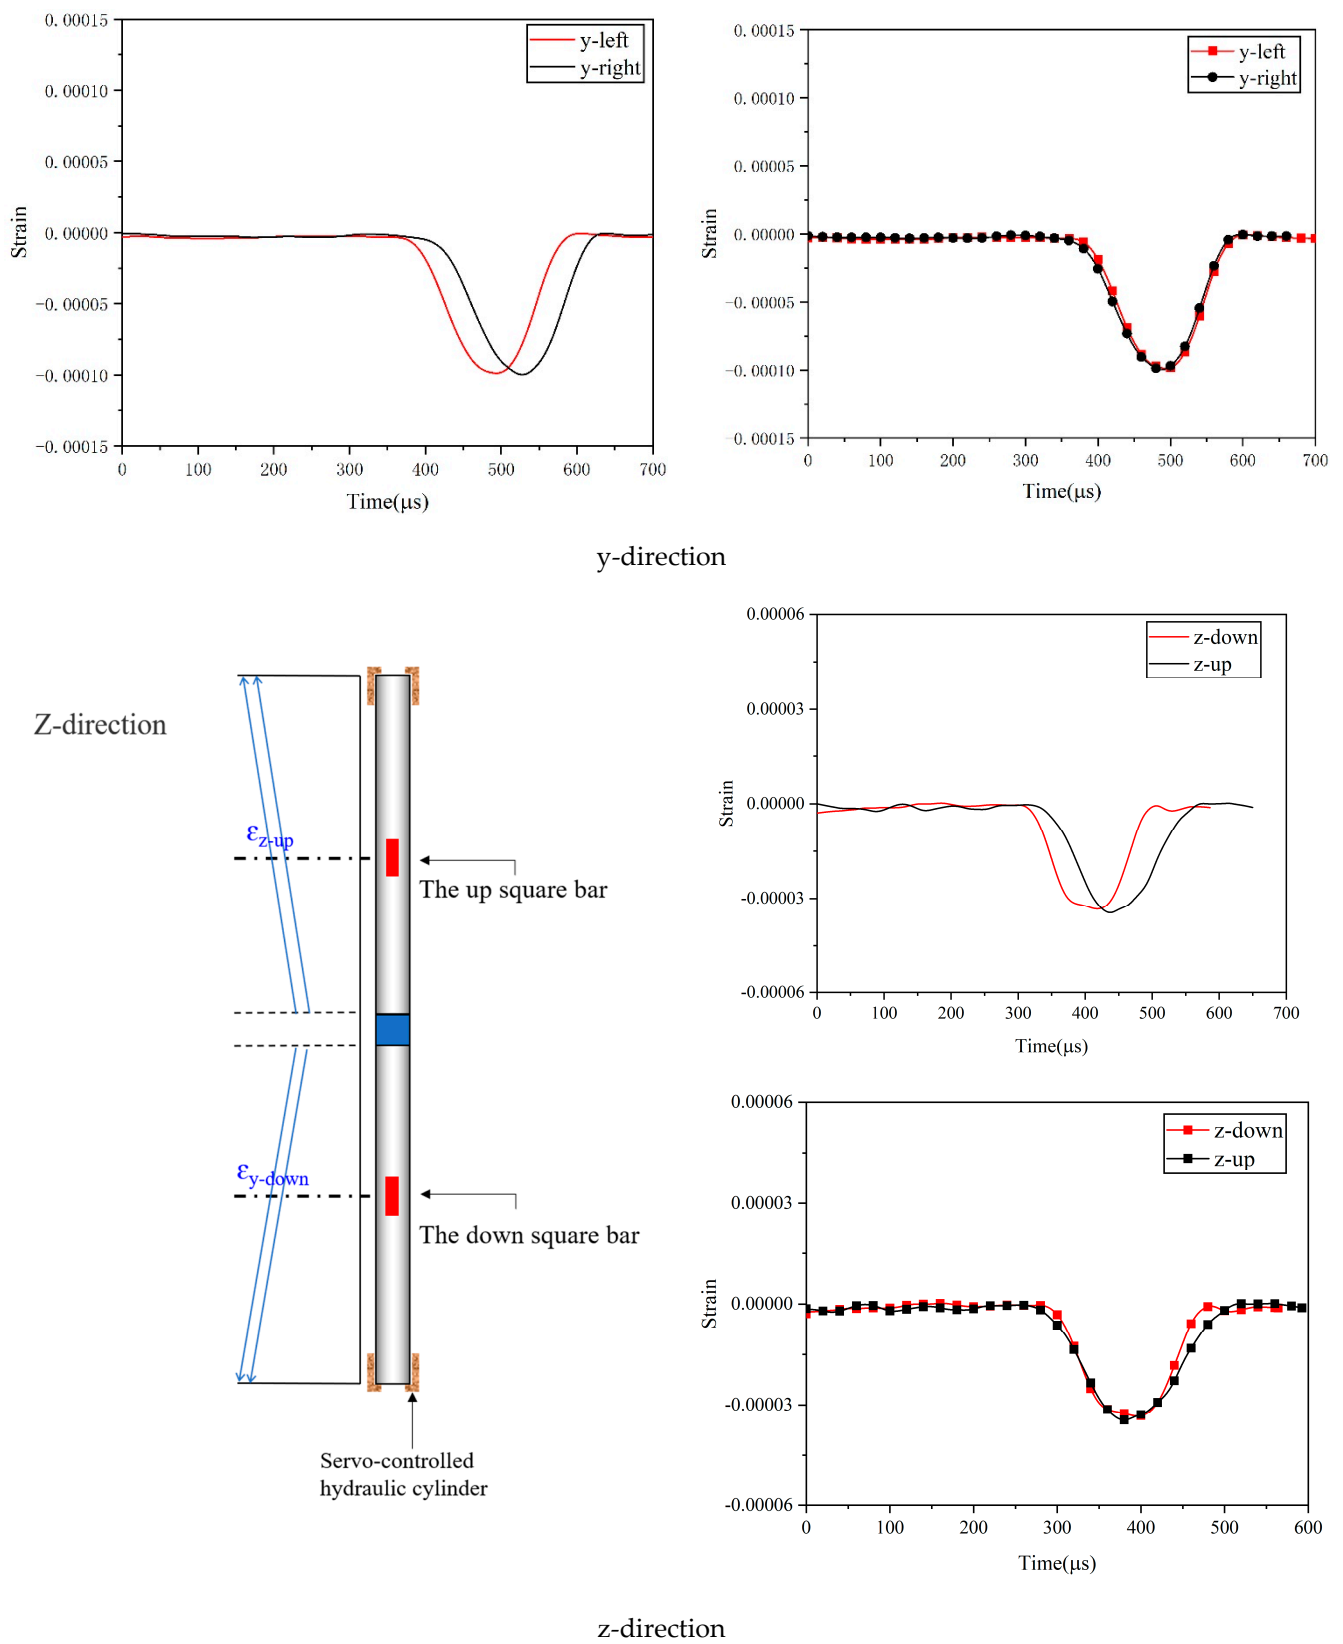 0. 00015
0. 00010
0. 00005
0. 00000
−0. 00005
−0. 00010
−0. 00015
Strain
y-left
y-right
0 100 200 300 400 500 600 700
Time(μs)
0. 00015
0. 00010
0. 00005
0. 00000
−0. 00005
−0. 00010
−0. 00015
Strain
y-left
y-right
0 100 200 300 400 500 600 700
Time(μs)
y-direction
Z-direction
εz-up
The up square bar
εy-down
The down square bar
Servo-controlled
hydraulic cylinder
0.00006
0.00003
0.00000
-0.00003
-0.00006
Strain
z-down
z-up
0 100 200 300 400 500 600 700
Time(μs)
0.00006
0.00003
0.00000
-0.00003
-0.00006
Strain
z-down
z-up
0 100 200 300 400 500 600
Time(μs)
z-direction